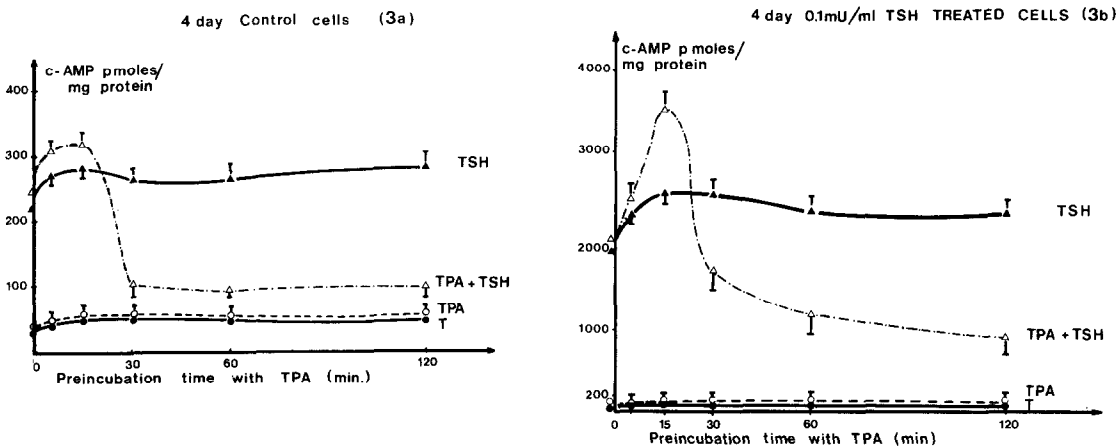 4 day Control cells (3a)
c-AMP pmoles/
mg protein
400
300
200
100
TSH
TPA + TSH
TPA
T
0
30
60
120
Preincubation time with TPA (min.)
4 day 0.1mU/ml TSH TREATED CELLS (3b)
c-AMP pmoles/
mg protein
4000
3000
2000
1000
200
TSH
TPA + TSH
TPA
T
0
15
30
60
120
Preincubation time with TPA (min)